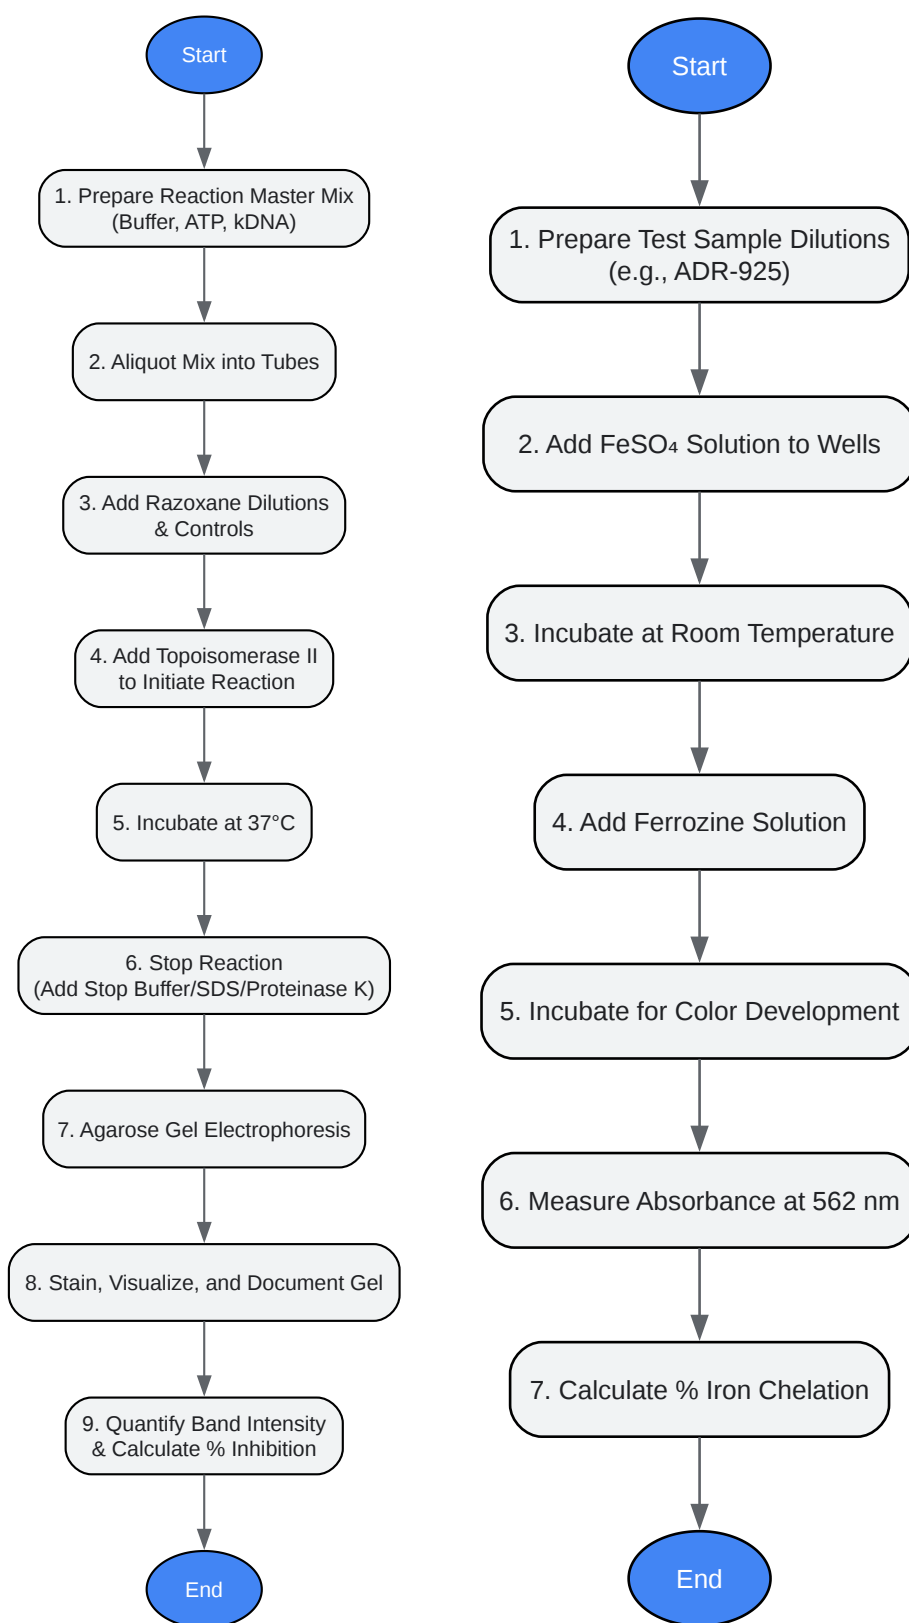 Start
1. Prepare Reaction Master Mix
(Buffer, ATP, kDNA)
2. Aliquot Mix into Tubes
3. Add Razoxane Dilutions
& Controls
4. Add Topoisomerase II
to Initiate Reaction
5. Incubate at 37°C
6. Stop Reaction
(Add Stop Buffer/SDS/Proteinase K)
7. Agarose Gel Electrophoresis
8. Stain, Visualize, and Document Gel
9. Quantify Band Intensity
& Calculate % Inhibition
End
Start
1. Prepare Test Sample Dilutions
(e.g., ADR-925)
2. Add FeSO₄ Solution to Wells
3. Incubate at Room Temperature
4. Add Ferrozine Solution
5. Incubate for Color Development
6. Measure Absorbance at 562 nm
7. Calculate % Iron Chelation
End